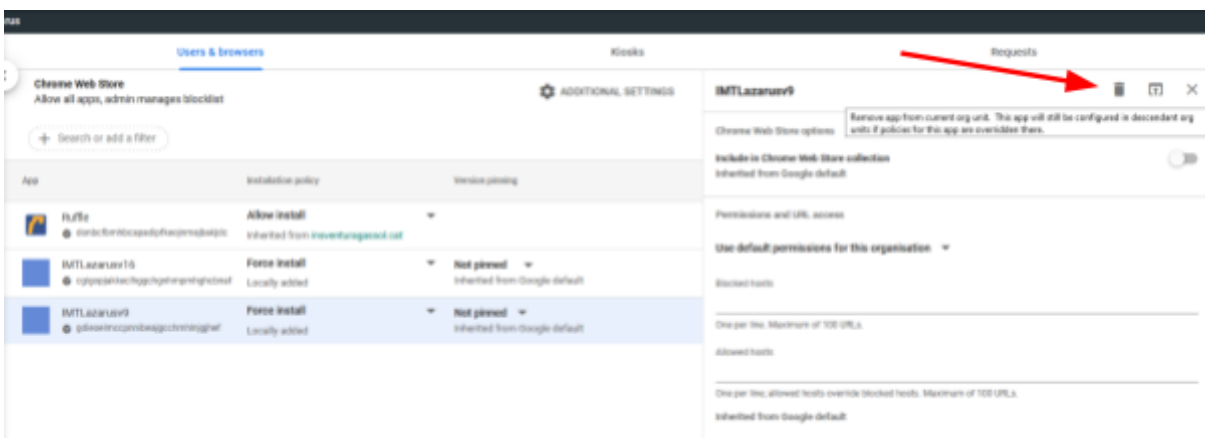 Users & browsers
Kiosks
Requests
Chrome Web Store
Allow all apps, admin manages blocklist
ADDITIONAL SETTINGS
Search or add a filter
App
Installation policy
Version pinning
Ruffle
Allow install
Inherited from
IMTLazarusv16
Force install
Not pinned
Locally added
Inherited from Google default
IMTLazarusv9
Force install
Not pinned
Locally added
Inherited from Google default
IMTLazarusv9
Remove app from current org unit. This app will still be configured in descendant org
units if policies for this app are overridden there.
Chrome Web Store options
Include in Chrome Web Store collection
Inherited from Google default
Permissions and URL access
Use default permissions for this organisation
Blocked hosts
One per line. Maximum of 100 URLs.
Allowed hosts
One per line; allowed hosts override blocked hosts. Maximum of 100 URLs.
Inherited from Google default